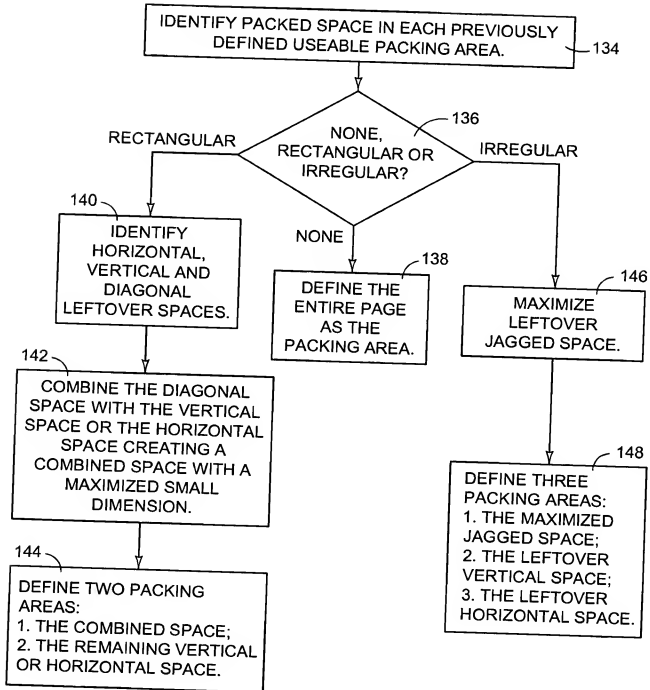 IDENTIFY PACKED SPACE IN EACH PREVIOUSLY
DEFINED USEABLE PACKING AREA.
134
136
NONE,
RECTANGULAR OR
IRREGULAR?
RECTANGULAR
IRREGULAR
NONE
140
IDENTIFY
HORIZONTAL,
VERTICAL AND
DIAGONAL
LEFTOVER SPACES.
138
DEFINE THE
ENTIRE PAGE
AS THE
PACKING AREA.
146
MAXIMIZE
LEFTOVER
JAGGED SPACE.
142
COMBINE THE DIAGONAL
SPACE WITH THE VERTICAL
SPACE OR THE HORIZONTAL
SPACE CREATING A
COMBINED SPACE WITH A
MAXIMIZED SMALL
DIMENSION.
148
DEFINE THREE
PACKING AREAS:
1. THE MAXIMIZED
JAGGED SPACE;
2. THE LEFTOVER
VERTICAL SPACE;
3. THE LEFTOVER
HORIZONTAL SPACE.
144
DEFINE TWO PACKING
AREAS:
1. THE COMBINED SPACE;
2. THE REMAINING VERTICAL
OR HORIZONTAL SPACE.